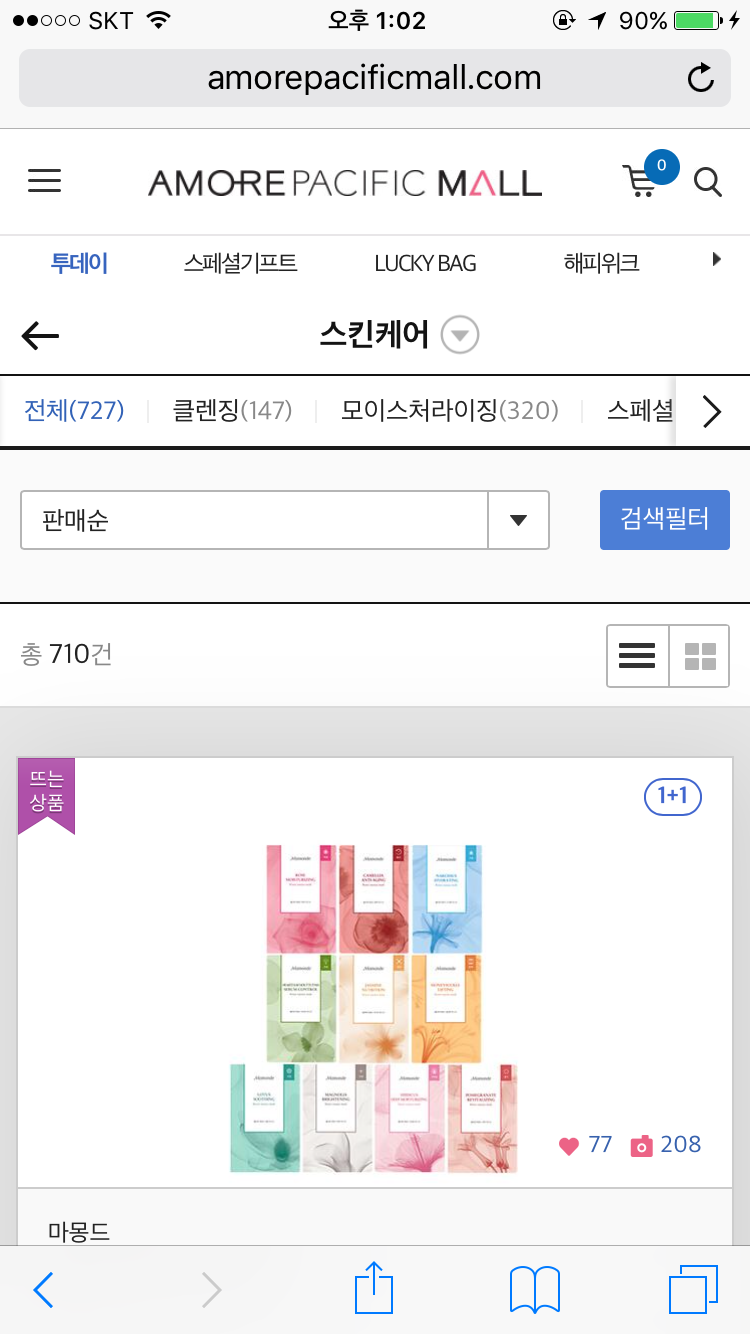 SKT 오후 1:02 90%
amorepacificmall.com
AMOREPACIFIC MALL 0
투데이 스페셜기프트 LUCKY BAG 해피위크
스킨케어
전체(727) 클렌징(147) 모이스처라이징(320) 스페셜
판매순 검색필터
총 710건
뜨는
상품
1+1
77 208
마몽드